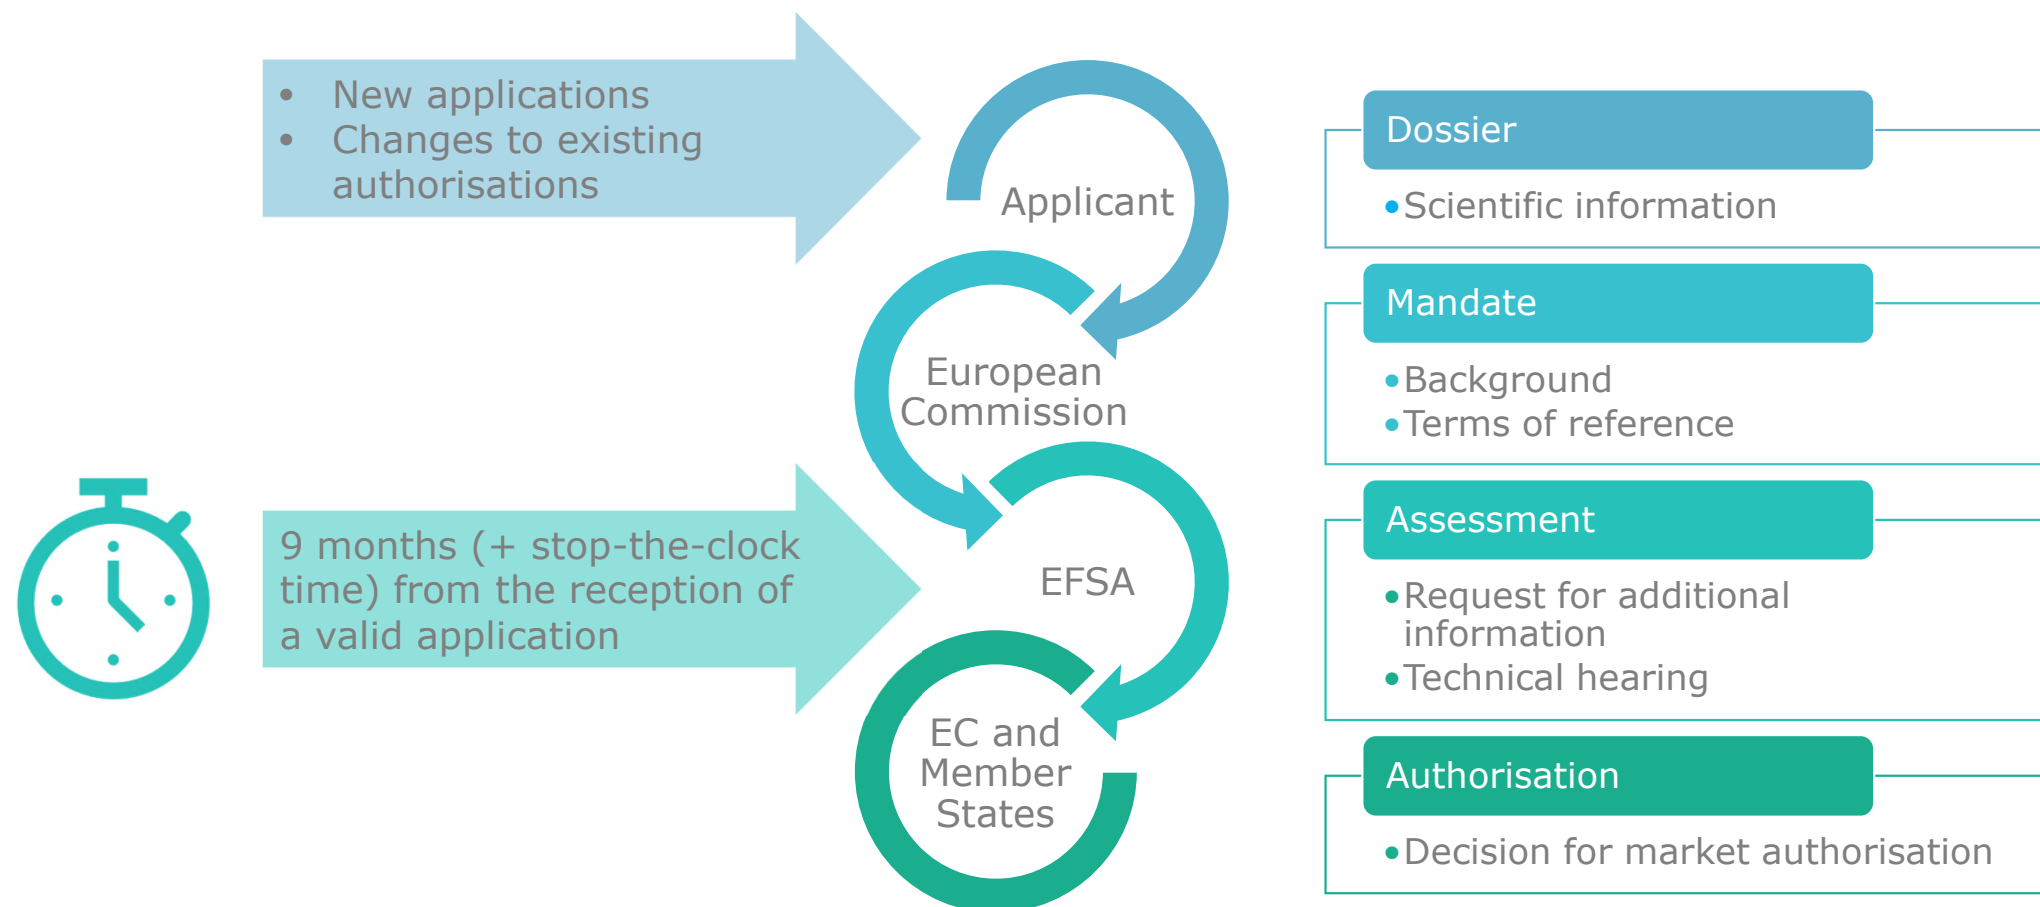 • New applications
• Changes to existing
authorisations
Applicant
European
Commission
9 months (+ stop-the-clock
time) from the reception of
a valid application
EFSA
EC and
Member
States
Dossier
•Scientific information
Mandate
•Background
•Terms of reference
Assessment
•Request for additional
information
•Technical hearing
Authorisation
•Decision for market authorisation